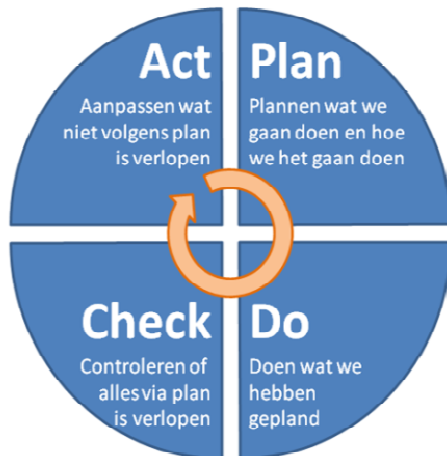 Act
Aanpassen wat
niet volgens plan
is verlopen
Plan
Plannen wat we
gaan doen en hoe
we het gaan doen
Check
Controleren of
alles via plan
is verlopen
Do
Doen wat we
hebben
gepland